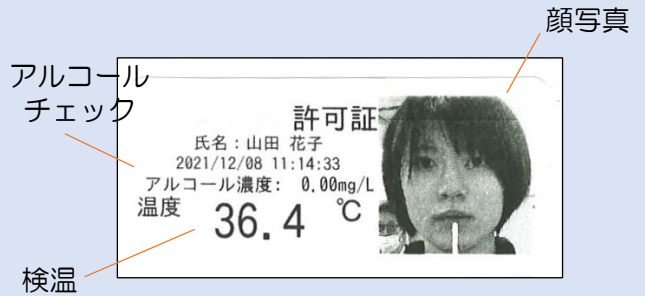 顔写真
アルコール
チェック
許可証
氏名：山田 花子
2021/12/08 11:14:33
アルコール濃度: 0.00mg/L
温度 36.4 ℃
検温